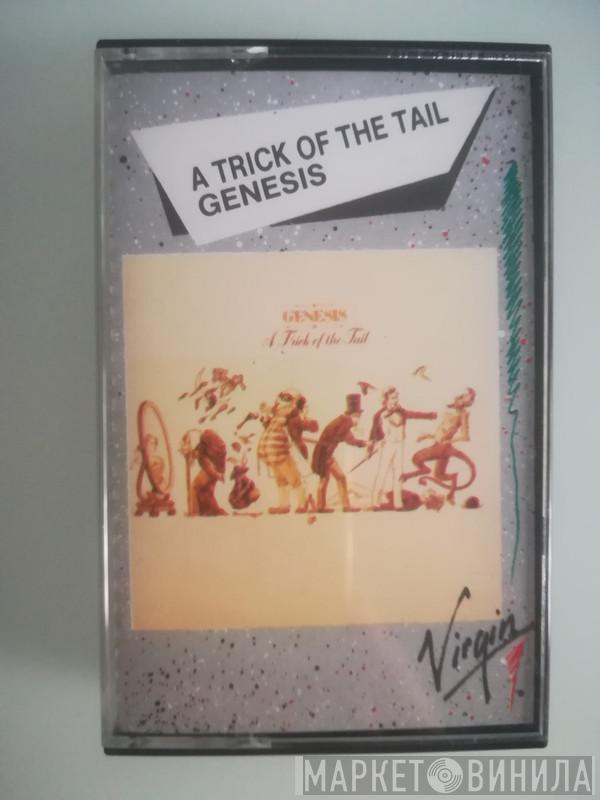 A TRICK OF THE TAIL
GENESIS
GENESIS
A Trick of the Tail
Virgin
МАРКЕТ ВИНИЛА